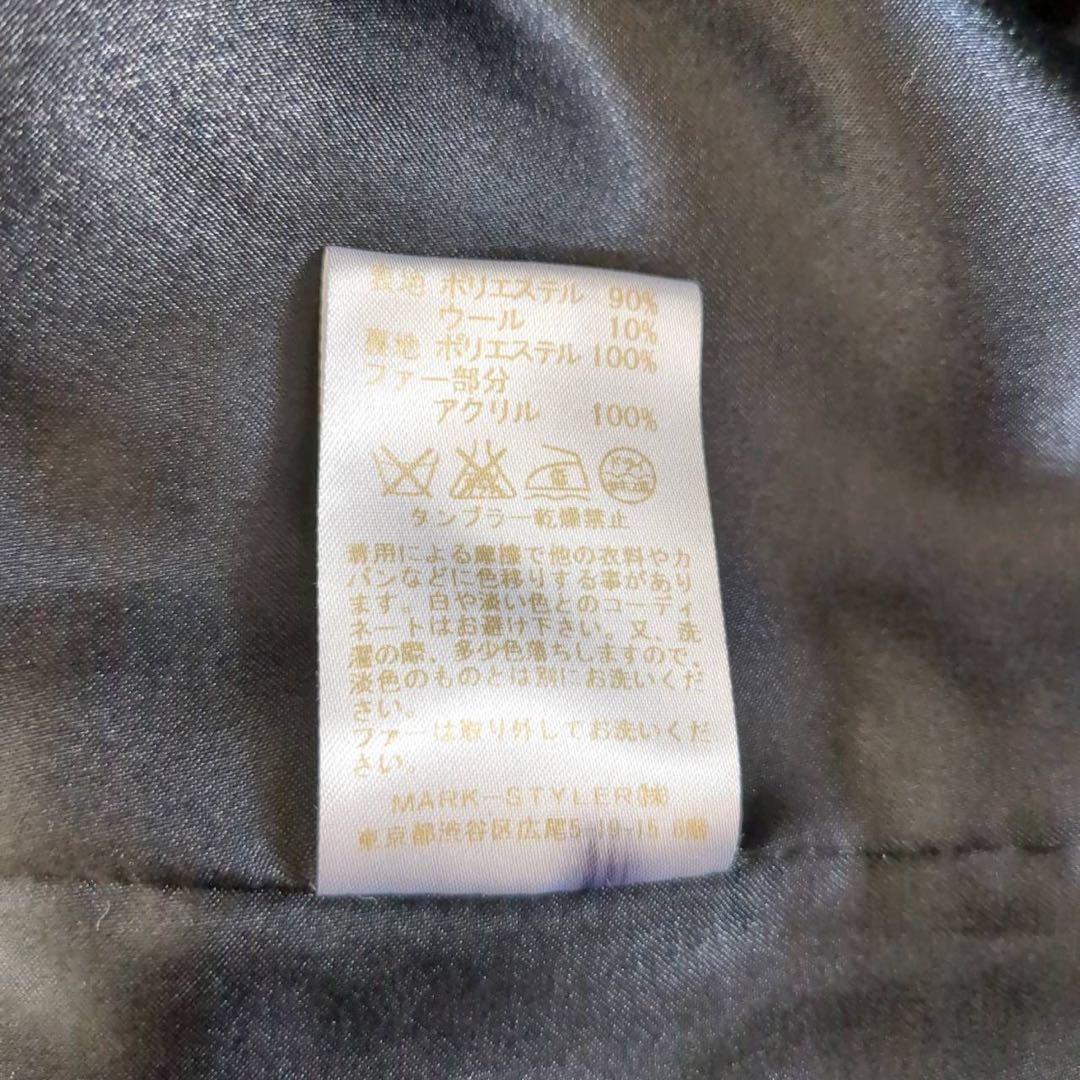 表地 ポリエステル 90%
ウール 10%
裏地 ポリエステル 100%
ファー部分
アクリル 100%
タンブラー乾燥禁止
着用による摩擦で他の衣料やカ
バンなどに色移りする事があり
ます。白や淡い色とのコーディ
ネートはお避け下さい。又、洗
濯の際、多少色落ちしますので、
淡色のものとは別にお洗いくだ
さい。
ファーは取り外してお洗いくだ
さい。
MARK-STYLER(株)
東京都渋谷区広尾5-19-16 8階